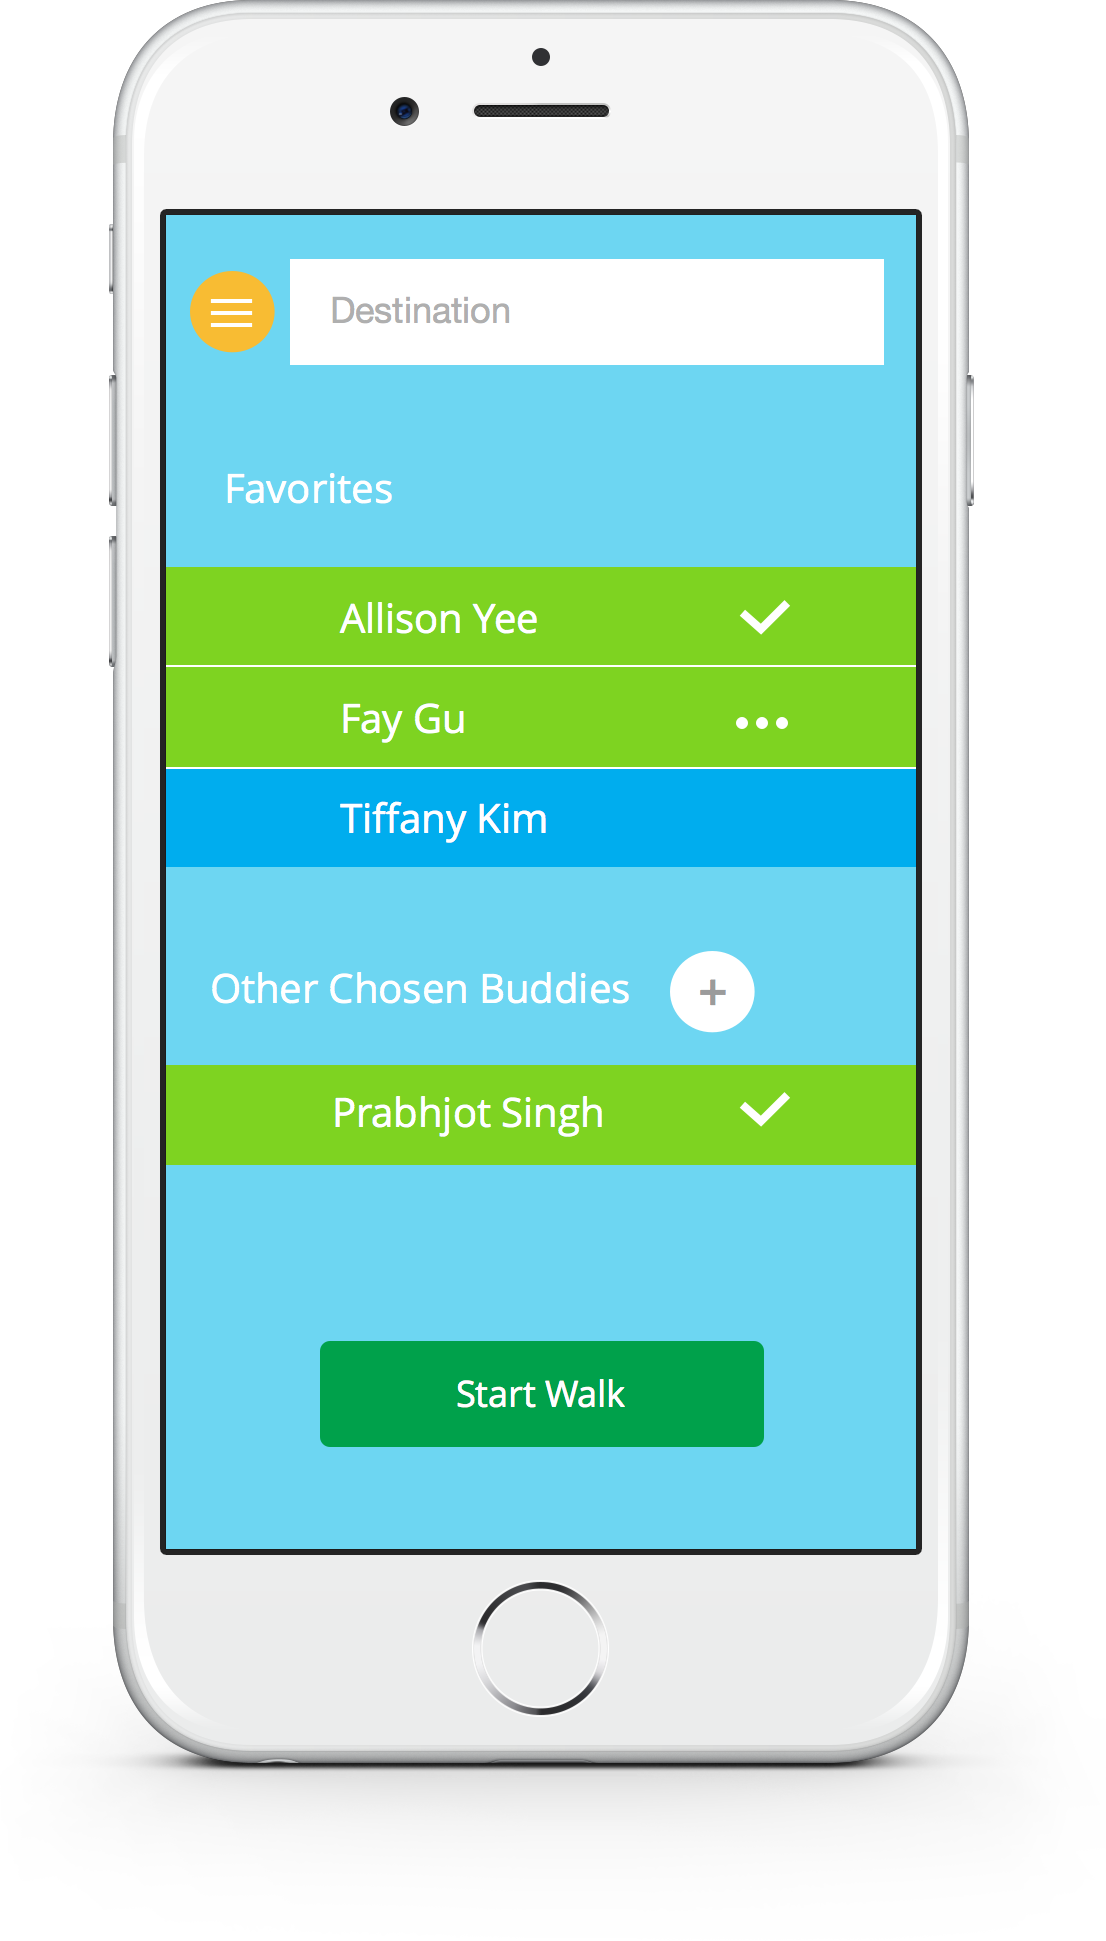 Destination
Favorites
Allison Yee
Fay Gu
Tiffany Kim
Other Chosen Buddies
+
Prabhjot Singh
Start Walk